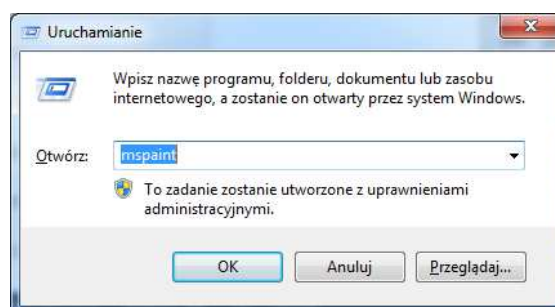 Uruchamianie
Wpisz nazwę programu, folderu, dokumentu lub zasobu
internetowego, a zostanie on otwarty przez system Windows.
Otwórz: mspaint
To zadanie zostanie utworzone z uprawnieniami
administracyjnymi.
OK Anuluj Przeglądaj...